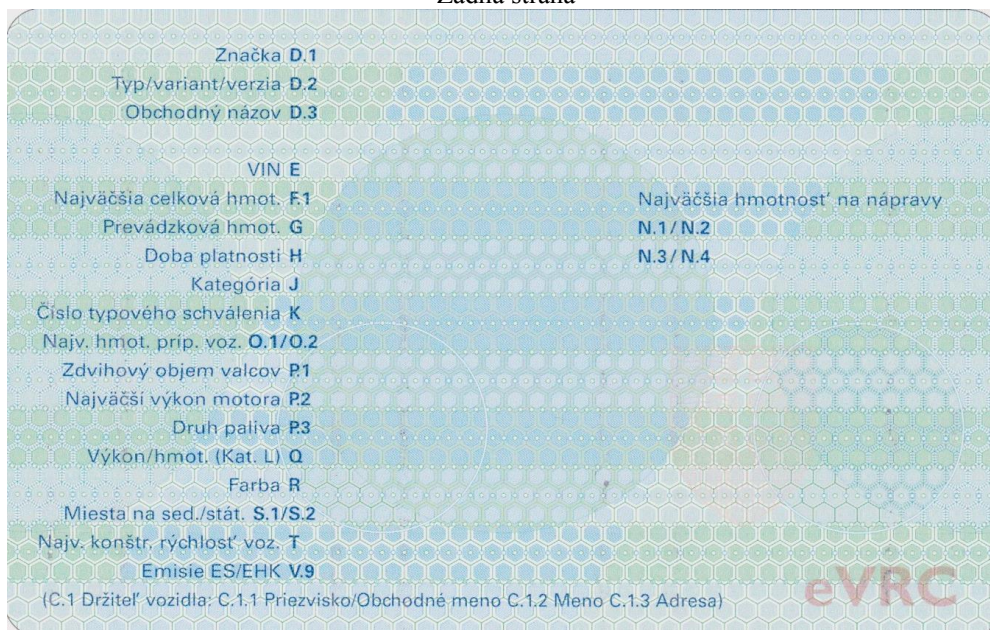 Zadná strana
Značka D.1
Typ/variant/verzia D.2
Obchodný názov D.3
VIN E
Najväčšia celková hmot. F.1
Najväčšia hmotnosť na nápravy
Prevádzková hmot. G
N.1/N.2
Doba platnosti H
N.3/N.4
Kategória J
Číslo typového schválenia K
Najv. hmot. príp. voz. O.1/O.2
Zdvihový objem valcov P.1
Najväčší výkon motora P.2
Druh paliva P.3
Výkon/hmot. (Kat. L) Q
Farba R
Miesta na sed./stát. S.1/S.2
Najv. konštr. rýchlosť voz. T
Emisie ES/EHK V.9
(C.1 Držiteľ vozidla: C.1.1 Priezvisko/Obchodné meno C.1.2 Meno C.1.3 Adresa)
eVRC